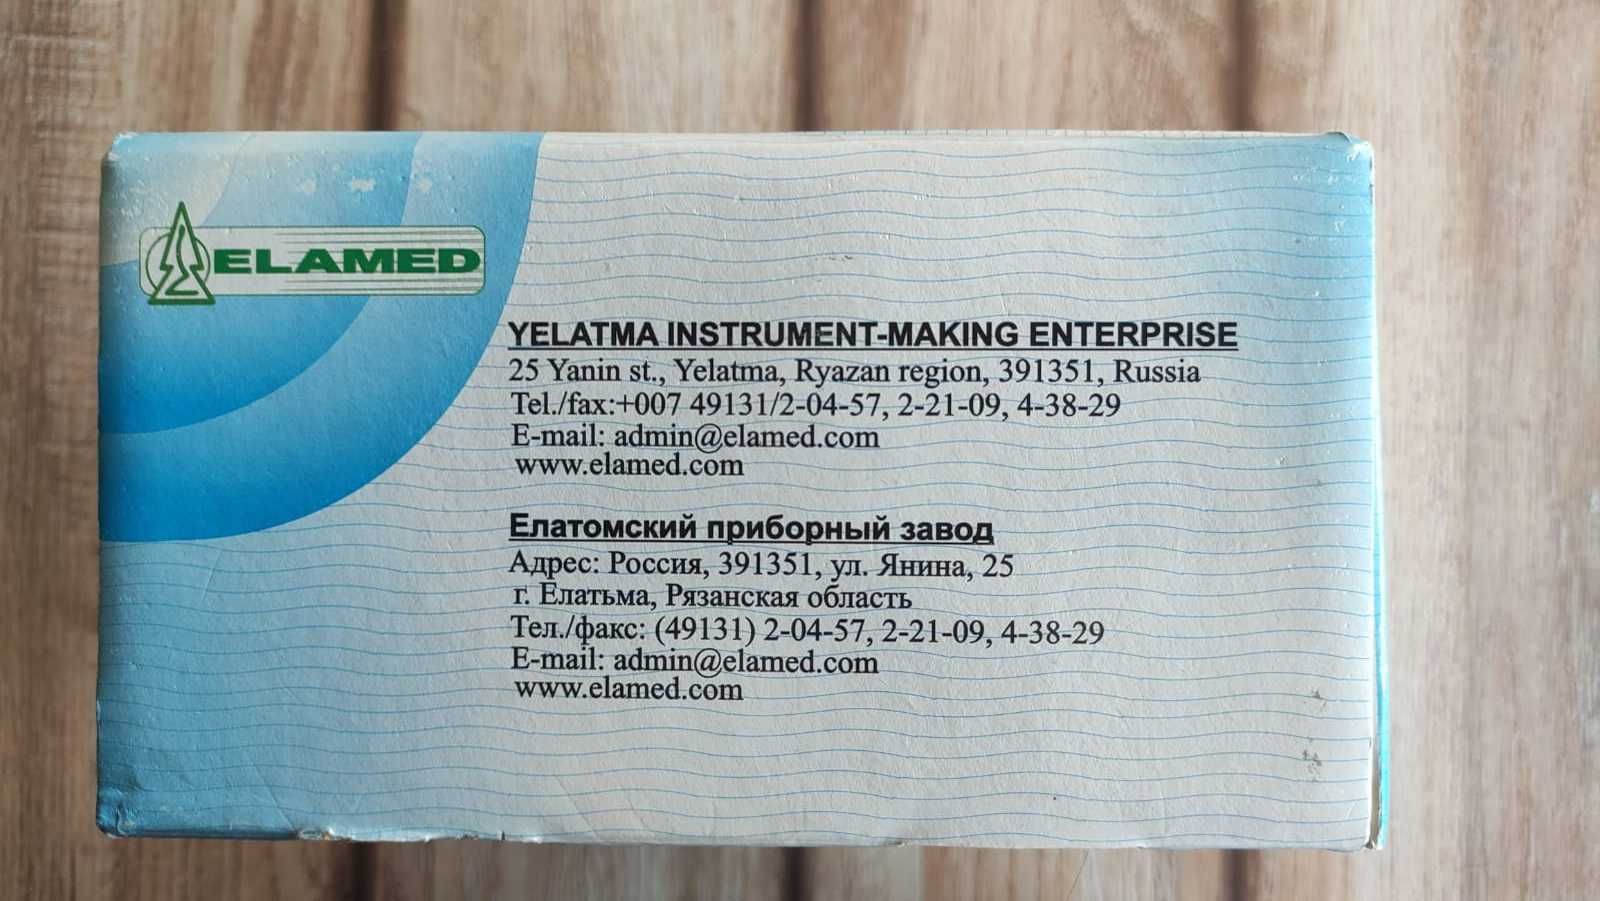 ELAMED
YELATMA INSTRUMENT-MAKING ENTERPRISE
25 Yanin st., Yelatma, Ryazan region, 391351, Russia
Tel./fax:+007 49131/2-04-57, 2-21-09, 4-38-29
E-mail: admin@elamed.com
www.elamed.com
Елатомский приборный завод
Адрес: Россия, 391351, ул. Янина, 25
г. Елатьма, Рязанская область
Тел./факс: (49131) 2-04-57, 2-21-09, 4-38-29
E-mail: admin@elamed.com
www.elamed.com